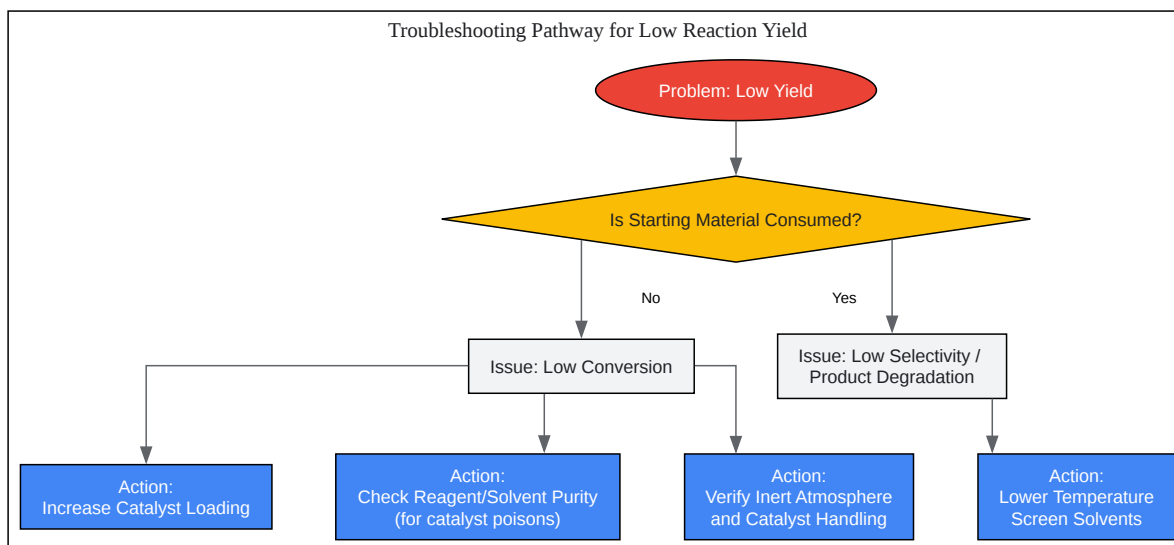 Troubleshooting Pathway for Low Reaction Yield
Problem: Low Yield
Is Starting Material Consumed?
No
Yes
Issue: Low Conversion
Issue: Low Selectivity /
Product Degradation
Action:
Increase Catalyst Loading
Action:
Check Reagent/Solvent Purity
(for catalyst poisons)
Action:
Verify Inert Atmosphere
and Catalyst Handling
Action:
Lower Temperature
Screen Solvents